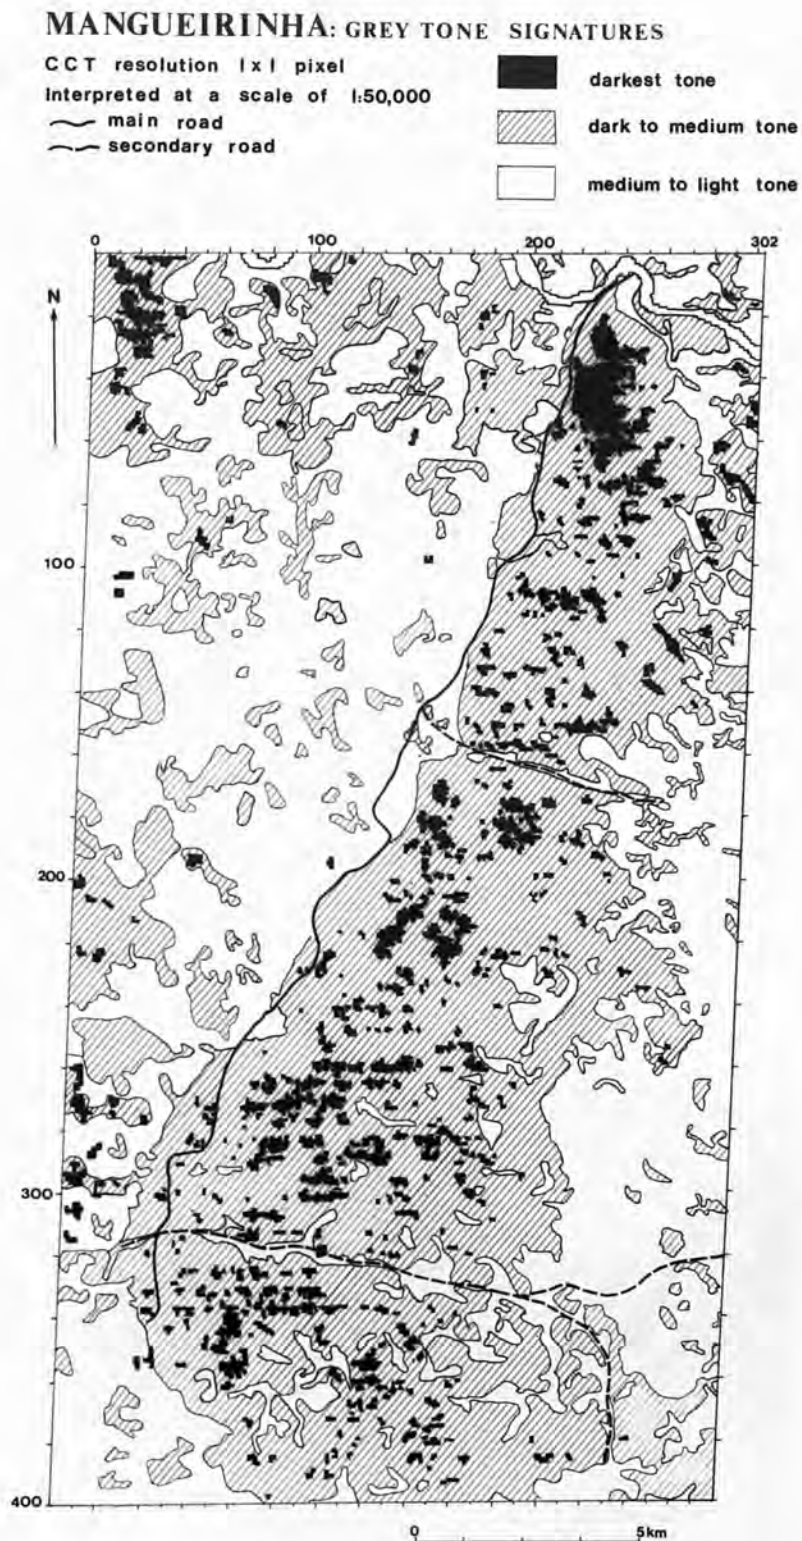 MANGUEIRINHA: GREY TONE SIGNATURES
CCT resolution 1x1 pixel
Interpreted at a scale of 1:50,000
main road
secondary road
darkest tone
dark to medium tone
medium to light tone
0 100 200 302
N
100
200
300
400
0 5km